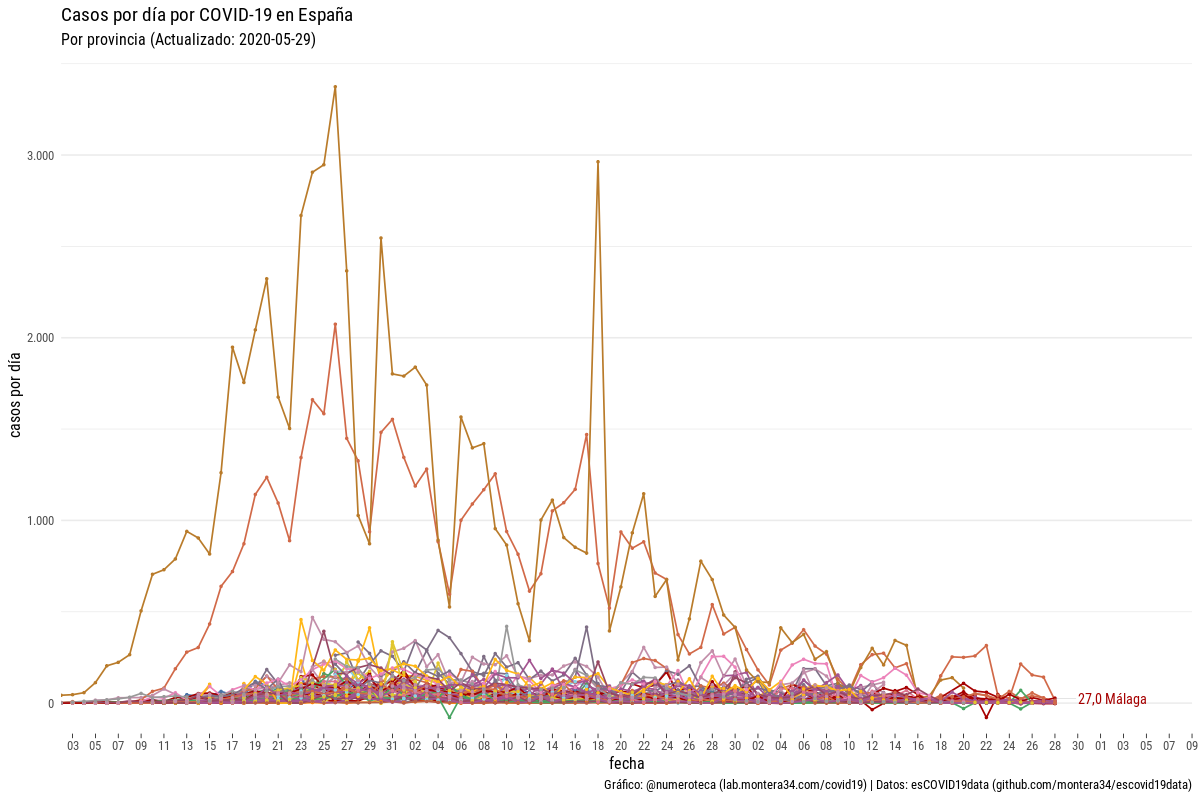 Casos por día por COVID-19 en España
Por provincia (Actualizado: 2020-05-29)
casos por día
3.000
2.000
1.000
0
27,0 Málaga
03 05 07 09 11 13 15 17 19 21 23 25 27 29 31 02 04 06 08 10 12 14 16 18 20 22 24 26 28 30 02 04 06 08 10 12 14 16 18 20 22 24 26 28 30 01 03 05 07 09
fecha
Gráfico: @numeroteca (lab.montera34.com/covid19) | Datos: esCOVID19data (github.com/montera34/escovid19data)